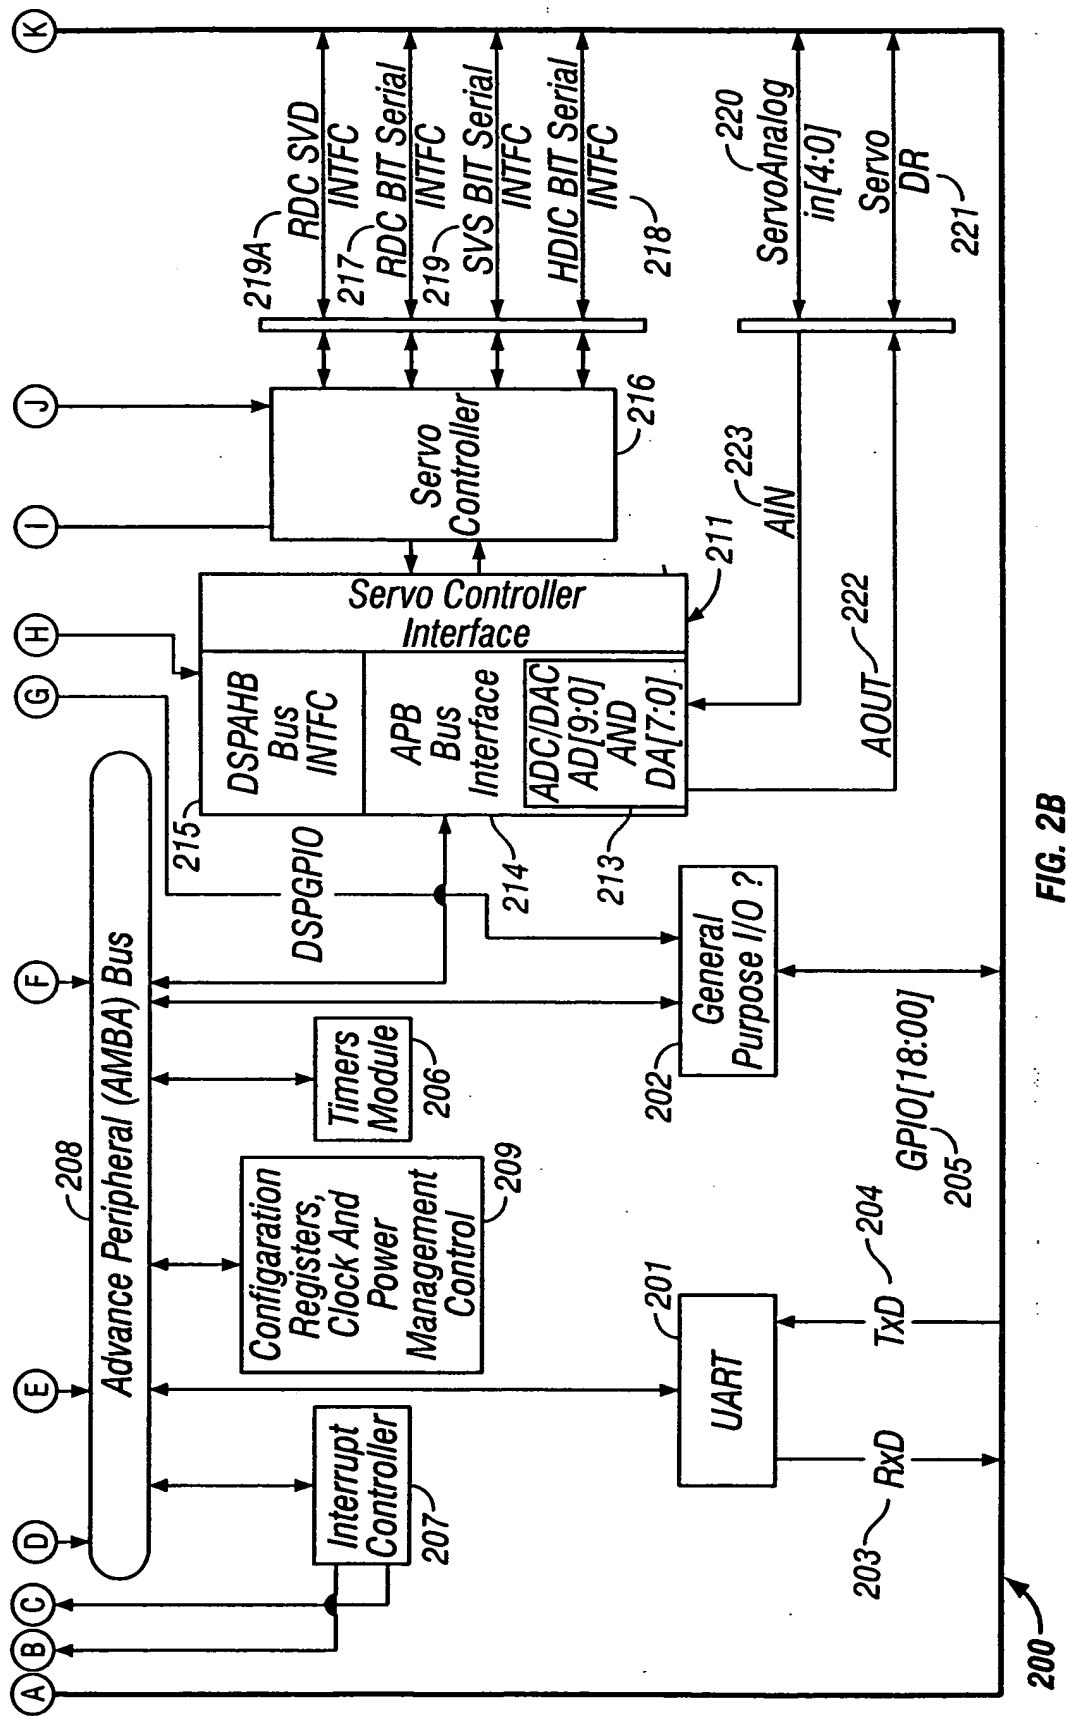 A
B
C
D
E
F
G
H
I
J
K
208
Advance Peripheral (AMBA) Bus
Interrupt
Controller
207
Configaration
Registers,
Clock And
Power
Management
Control
209
Timers
Module
206
DSPGPIO
215
DSPAHB
Bus
INTFC
APB
Bus
Interface
214
ADC/DAC
AD[9:0]
AND
DA[7:0]
213
Servo Controller
Interface
211
Servo
Controller
216
219A
RDC SVD
INTFC
217
RDC BIT Serial
INTFC
219
SVS BIT Serial
INTFC
HDIC BIT Serial
INTFC
218
220
ServoAnalog
in[4:0]
Servo
DR
221
223
AIN
222
AOUT
201
UART
203
RxD
TxD
204
202
General
Purpose I/O ?
GPIO[18:00]
205
200
FIG. 2B